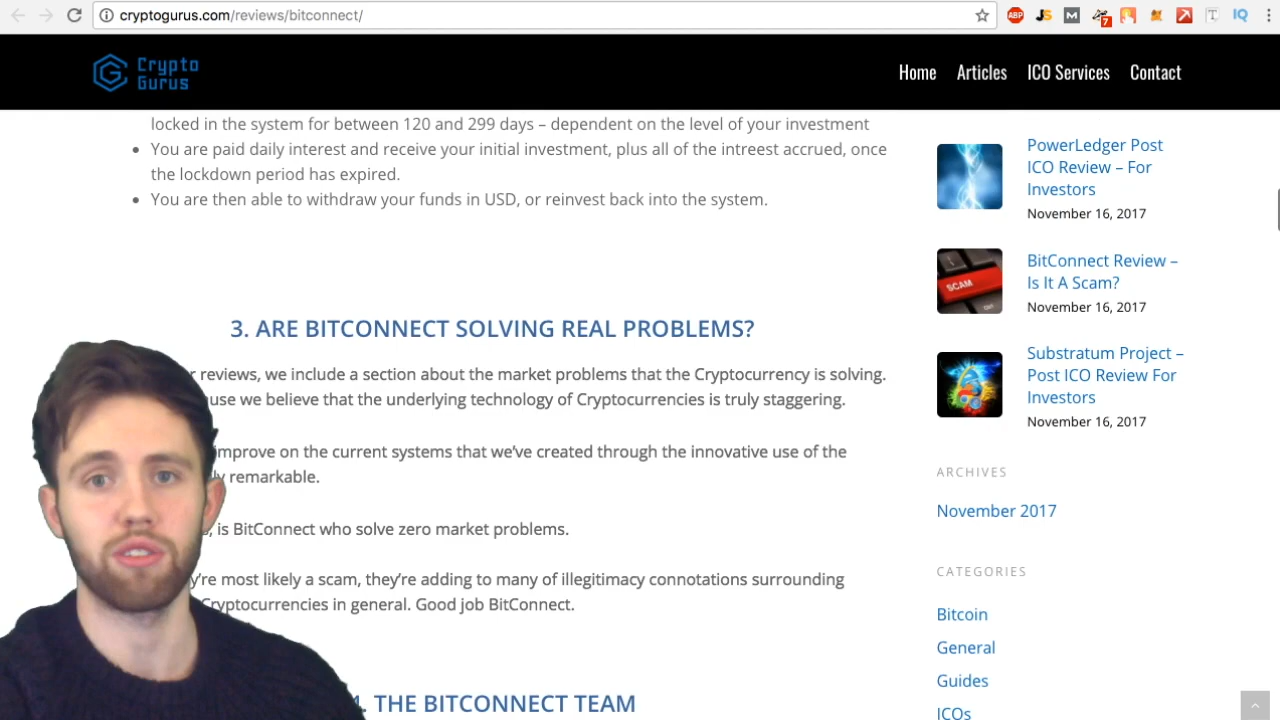 cryptogurus.com/reviews/bitconnect/
ABP
JS
M
7
T
IQ
Crypto
Gurus
Home
Articles
ICO Services
Contact
locked in the system for between 120 and 299 days – dependent on the level of your investment
You are paid daily interest and receive your initial investment, plus all of the intreest accrued, once
the lockdown period has expired.
You are then able to withdraw your funds in USD, or reinvest back into the system.
3. ARE BITCONNECT SOLVING REAL PROBLEMS?
reviews, we include a section about the market problems that the Cryptocurrency is solving.
we believe that the underlying technology of Cryptocurrencies is truly staggering.
improve on the current systems that we've created through the innovative use of the
remarkable.
is BitConnect who solve zero market problems.
most likely a scam, they're adding to many of illegitimacy connotations surrounding
Cryptocurrencies in general. Good job BitConnect.
THE BITCONNECT TEAM
PowerLedger Post
ICO Review – For
Investors
November 16, 2017
SCAM
BitConnect Review –
Is It A Scam?
November 16, 2017
Substratum Project –
Post ICO Review For
Investors
November 16, 2017
ARCHIVES
November 2017
CATEGORIES
Bitcoin
General
Guides
ICOs